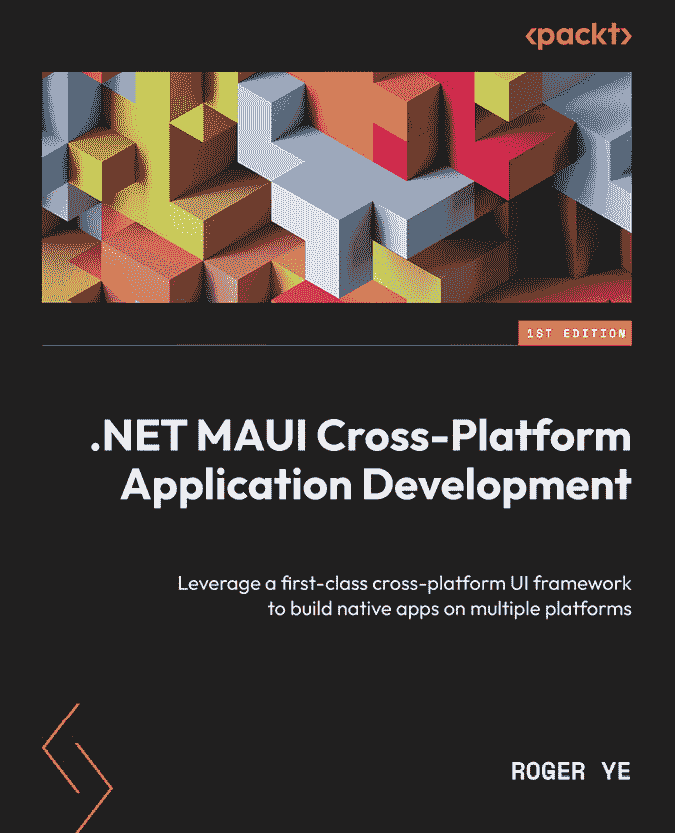 <packt>
1ST EDITION
.NET MAUI Cross-Platform
Application Development
Leverage a first-class cross-platform UI framework
to build native apps on multiple platforms
ROGER YE